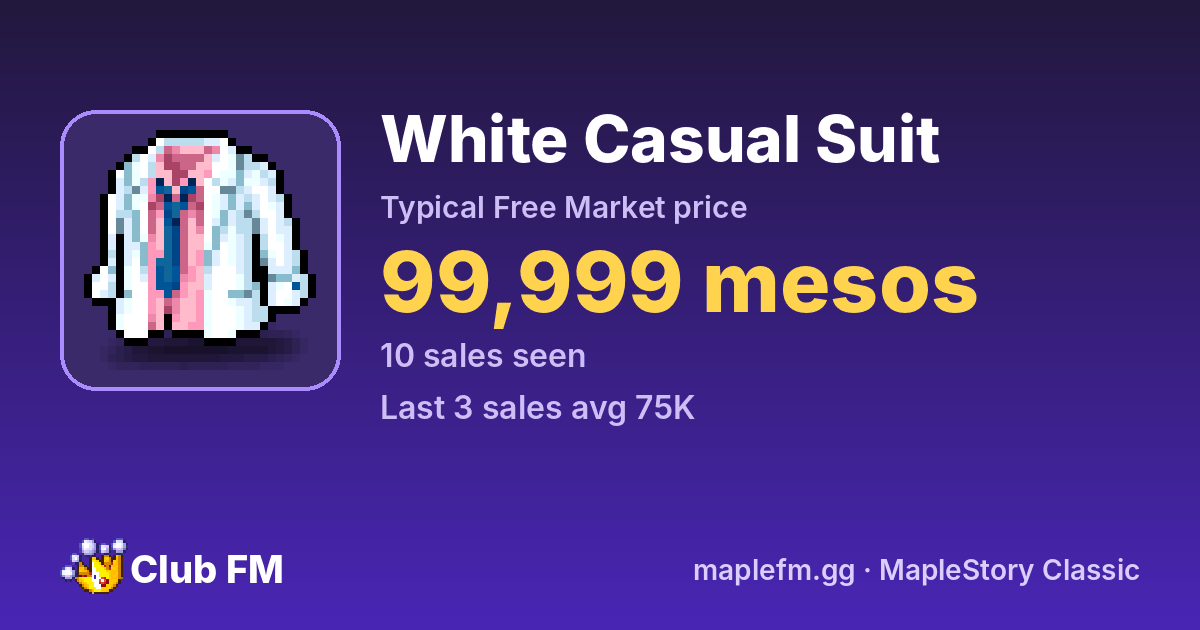 White Casual Suit
Typical Free Market price
99,999 mesos
10 sales seen
Last 3 sales avg 75K
Club FM
maplefm.gg · MapleStory Classic